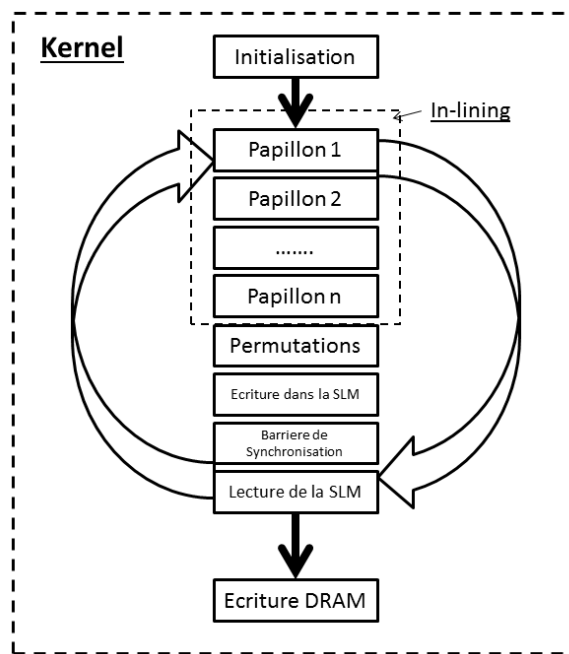 Kernel
Initialisation
In-lining
Papillon 1
Papillon 2
.......
Papillon n
Permutations
Ecriture dans la SLM
Barriere de
Synchronisation
Lecture de la SLM
Ecriture DRAM